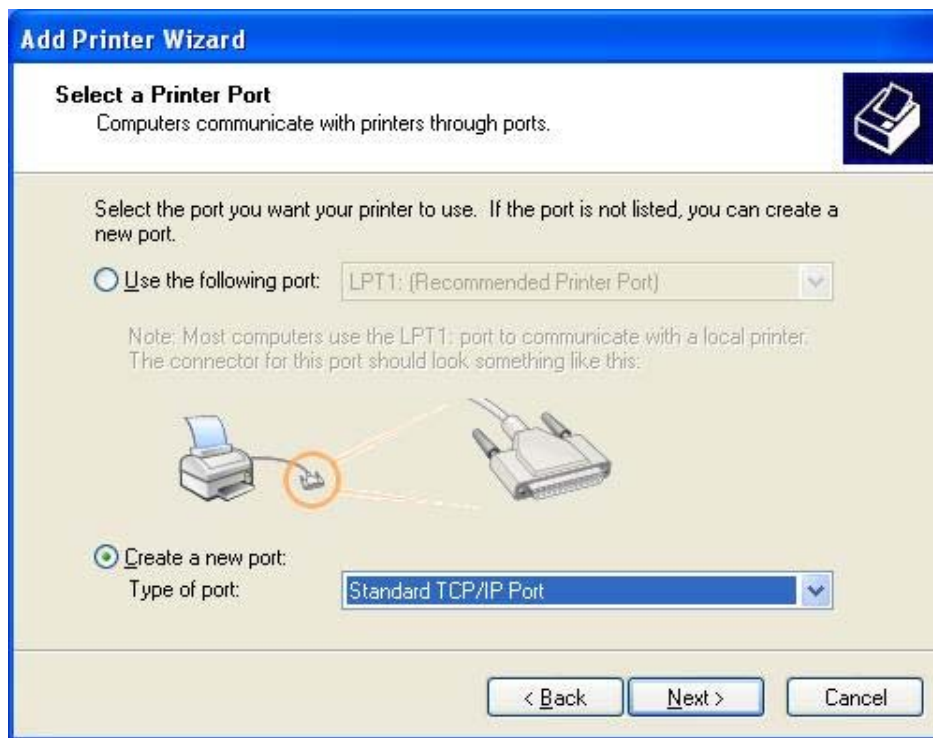 Add Printer Wizard
Select a Printer Port
Computers communicate with printers through ports.
Select the port you want your printer to use. If the port is not listed, you can create a
new port.
Use the following port: LPT1: (Recommended Printer Port)
Note: Most computers use the LPT1: port to communicate with a local printer.
The connector for this port should look something like this:
Create a new port:
Type of port: Standard TCP/IP Port
< Back Next > Cancel